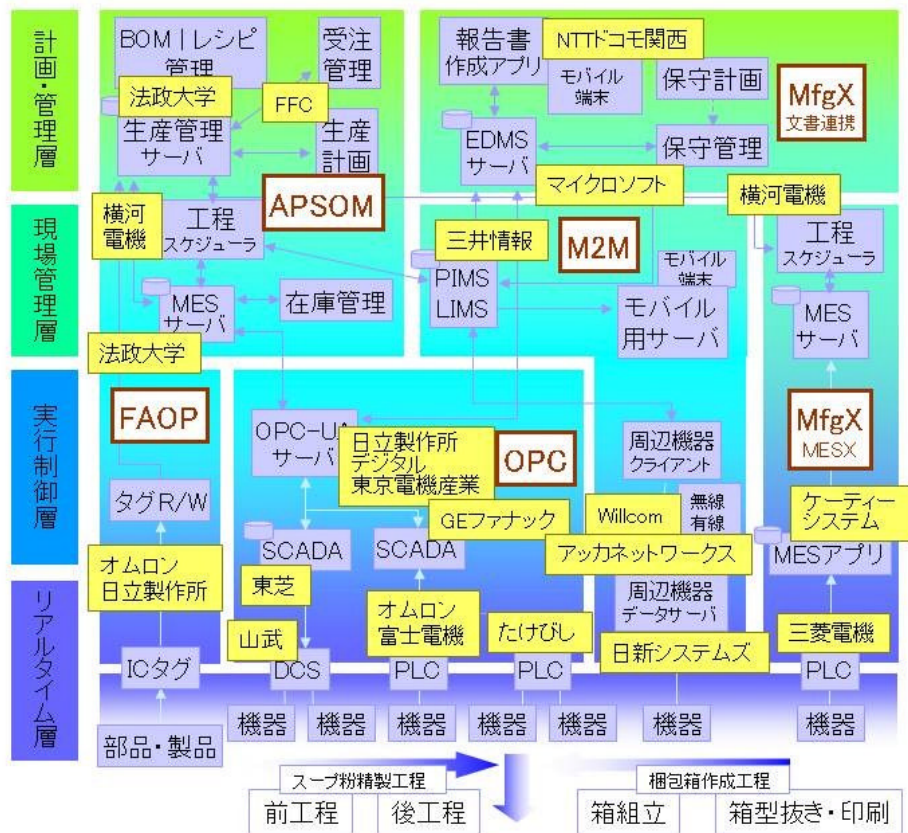 計画・管理層
BOM|レシピ
管理
受注
管理
法政大学
FFC
生産管理
サーバ
生産
計画
報告書
作成アプリ
NTTドコモ関西
モバイル
端末
保守計画
MfgX
文書連携
EDMS
サーバ
保守管理
マイクロソフト
現場管理層
横河
電機
APSOM
工程
スケジューラ
三井情報
M2M
横河電機
工程
スケジューラ
PIMS
LIMS
モバイル
端末
MES
サーバ
在庫管理
モバイル
用サーバ
MES
サーバ
法政大学
実行制御層
FAOP
OPC-UA
サーバ
日立製作所
デジタル
東京電機産業
OPC
周辺機器
クライアント
MfgX
MESX
タグR/W
GEファナック
Willcom
無線
有線
ケーティー
システム
SCADA
SCADA
アッカネットワークス
MESアプリ
リアルタイム層
オムロン
日立製作所
東芝
オムロン
富士電機
周辺機器
データサーバ
山武
たけびし
三菱電機
日新システムズ
ICタグ
DCS
PLC
PLC
PLC
機器
機器
機器
機器
機器
機器
機器
部品・製品
スープ粉精製工程
梱包箱作成工程
前工程
後工程
箱組立
箱型抜き・印刷